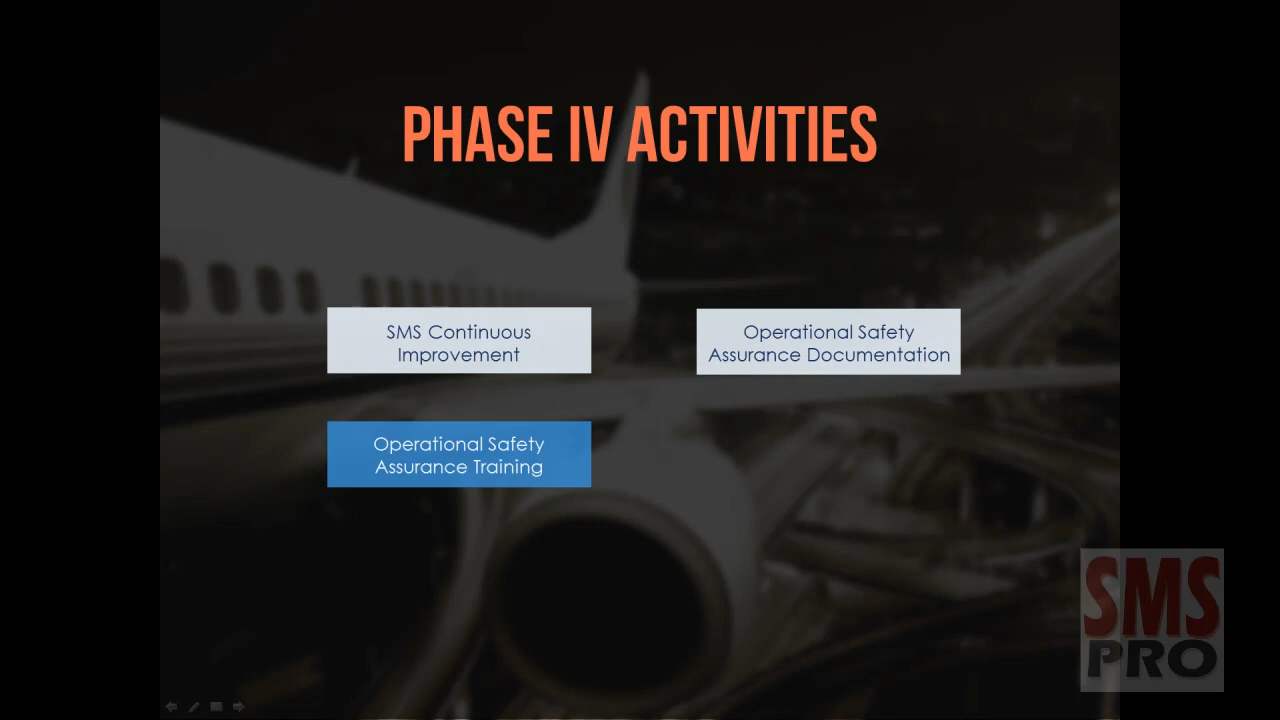 PHASE IV ACTIVITIES
SMS Continuous
Improvement
Operational Safety
Assurance Documentation
Operational Safety
Assurance Training
SMS
PRO